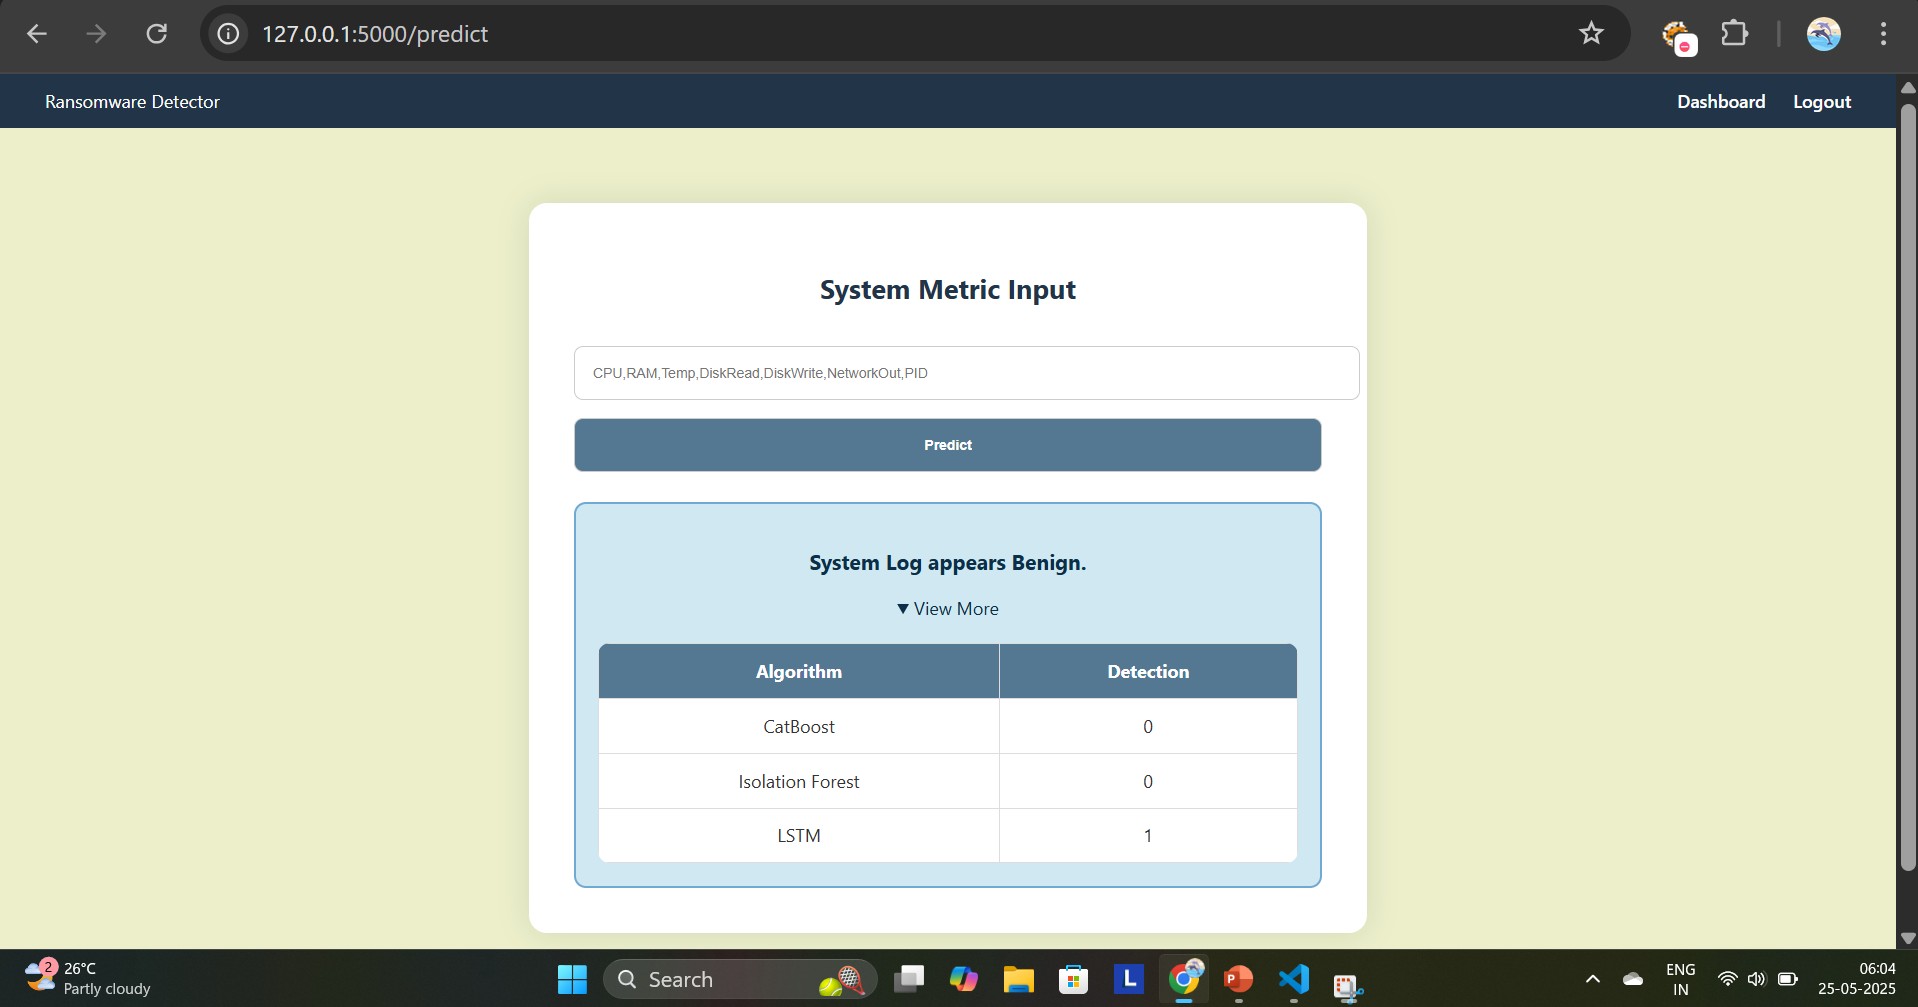 127.0.0.1:5000/predict
Ransomware Detector
Dashboard
Logout
System Metric Input
CPU,RAM,Temp,DiskRead,DiskWrite,NetworkOut,PID
Predict
System Log appears Benign.
▼ View More
Algorithm Detection
CatBoost 0
Isolation Forest 0
LSTM 1
2
26°C
Partly cloudy
Search
L
P
ENG
IN
06:04
25-05-2025